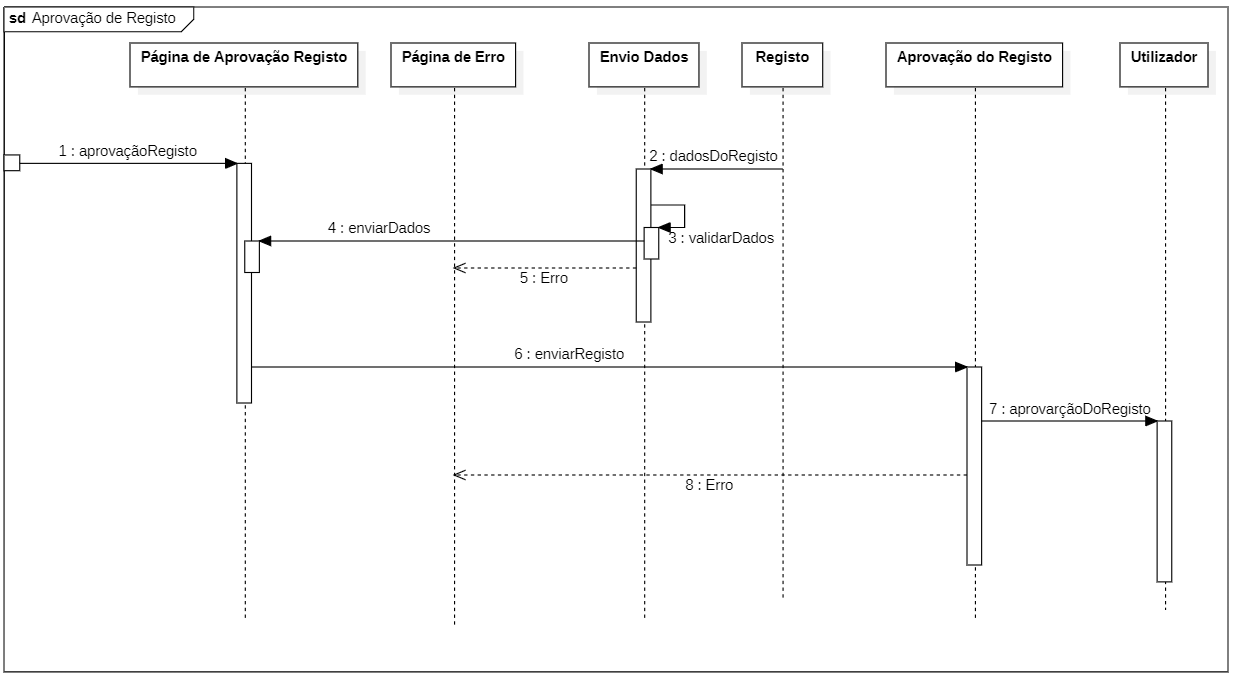 sd Aprovação de Registo
Página de Aprovação Registo
Página de Erro
Envio Dados
Registo
Aprovação do Registo
Utilizador
1 : aprovaçãoRegisto
2 : dadosDoRegisto
3 : validarDados
4 : enviarDados
5 : Erro
6 : enviarRegisto
7 : aprovarçãoDoRegisto
8 : Erro